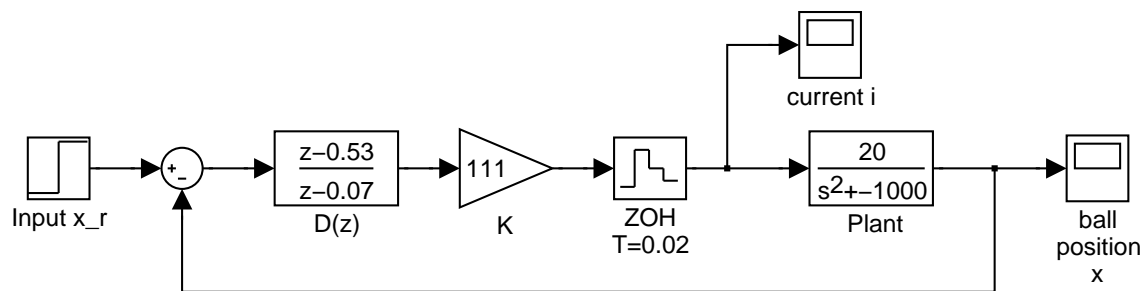 current i
Input x_r
+
−
z−0.53
z−0.07
D(z)
111
K
ZOH
T=0.02
20
s2+−1000
Plant
ball
position
x